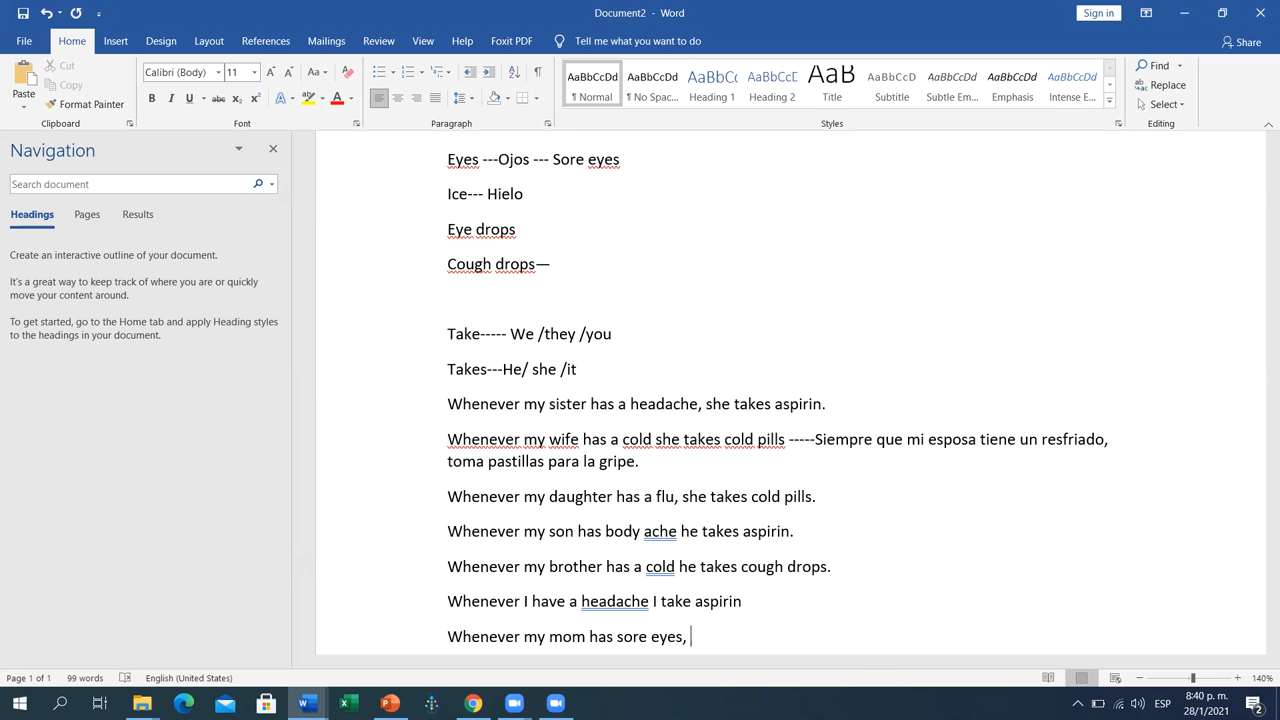 Document2 - Word
Sign in
File Home Insert Design Layout References Mailings Review View Help Foxit PDF Tell me what you want to do Share
Paste
Cut
Copy
Format Painter
Clipboard
Calibri (Body) 11
Font
Paragraph
AaBbCcDd AaBbCcDd AaBbCc AaBbCcD AaB AaBbCcDd AaBbCcDd AaBbCcDd AaBbCcDd
¶ Normal ¶ No Spac... Heading 1 Heading 2 Title Subtitle Subtle Em... Emphasis Intense E...
Styles
Find
Replace
Select
Editing
Navigation
Search document
Headings Pages Results
Create an interactive outline of your document.
It's a great way to keep track of where you are or quickly
move your content around.
To get started, go to the Home tab and apply Heading styles
to the headings in your document.
Eyes ---Ojos --- Sore eyes
Ice--- Hielo
Eye drops
Cough drops—
Take----- We /they /you
Takes---He/ she /it
Whenever my sister has a headache, she takes aspirin.
Whenever my wife has a cold she takes cold pills -----Siempre que mi esposa tiene un resfriado,
toma pastillas para la gripe.
Whenever my daughter has a flu, she takes cold pills.
Whenever my son has body ache he takes aspirin.
Whenever my brother has a cold he takes cough drops.
Whenever I have a headache I take aspirin
Whenever my mom has sore eyes,
Page 1 of 1 99 words English (United States) 140%
ESP
8:40 p. m.
28/1/2021
2